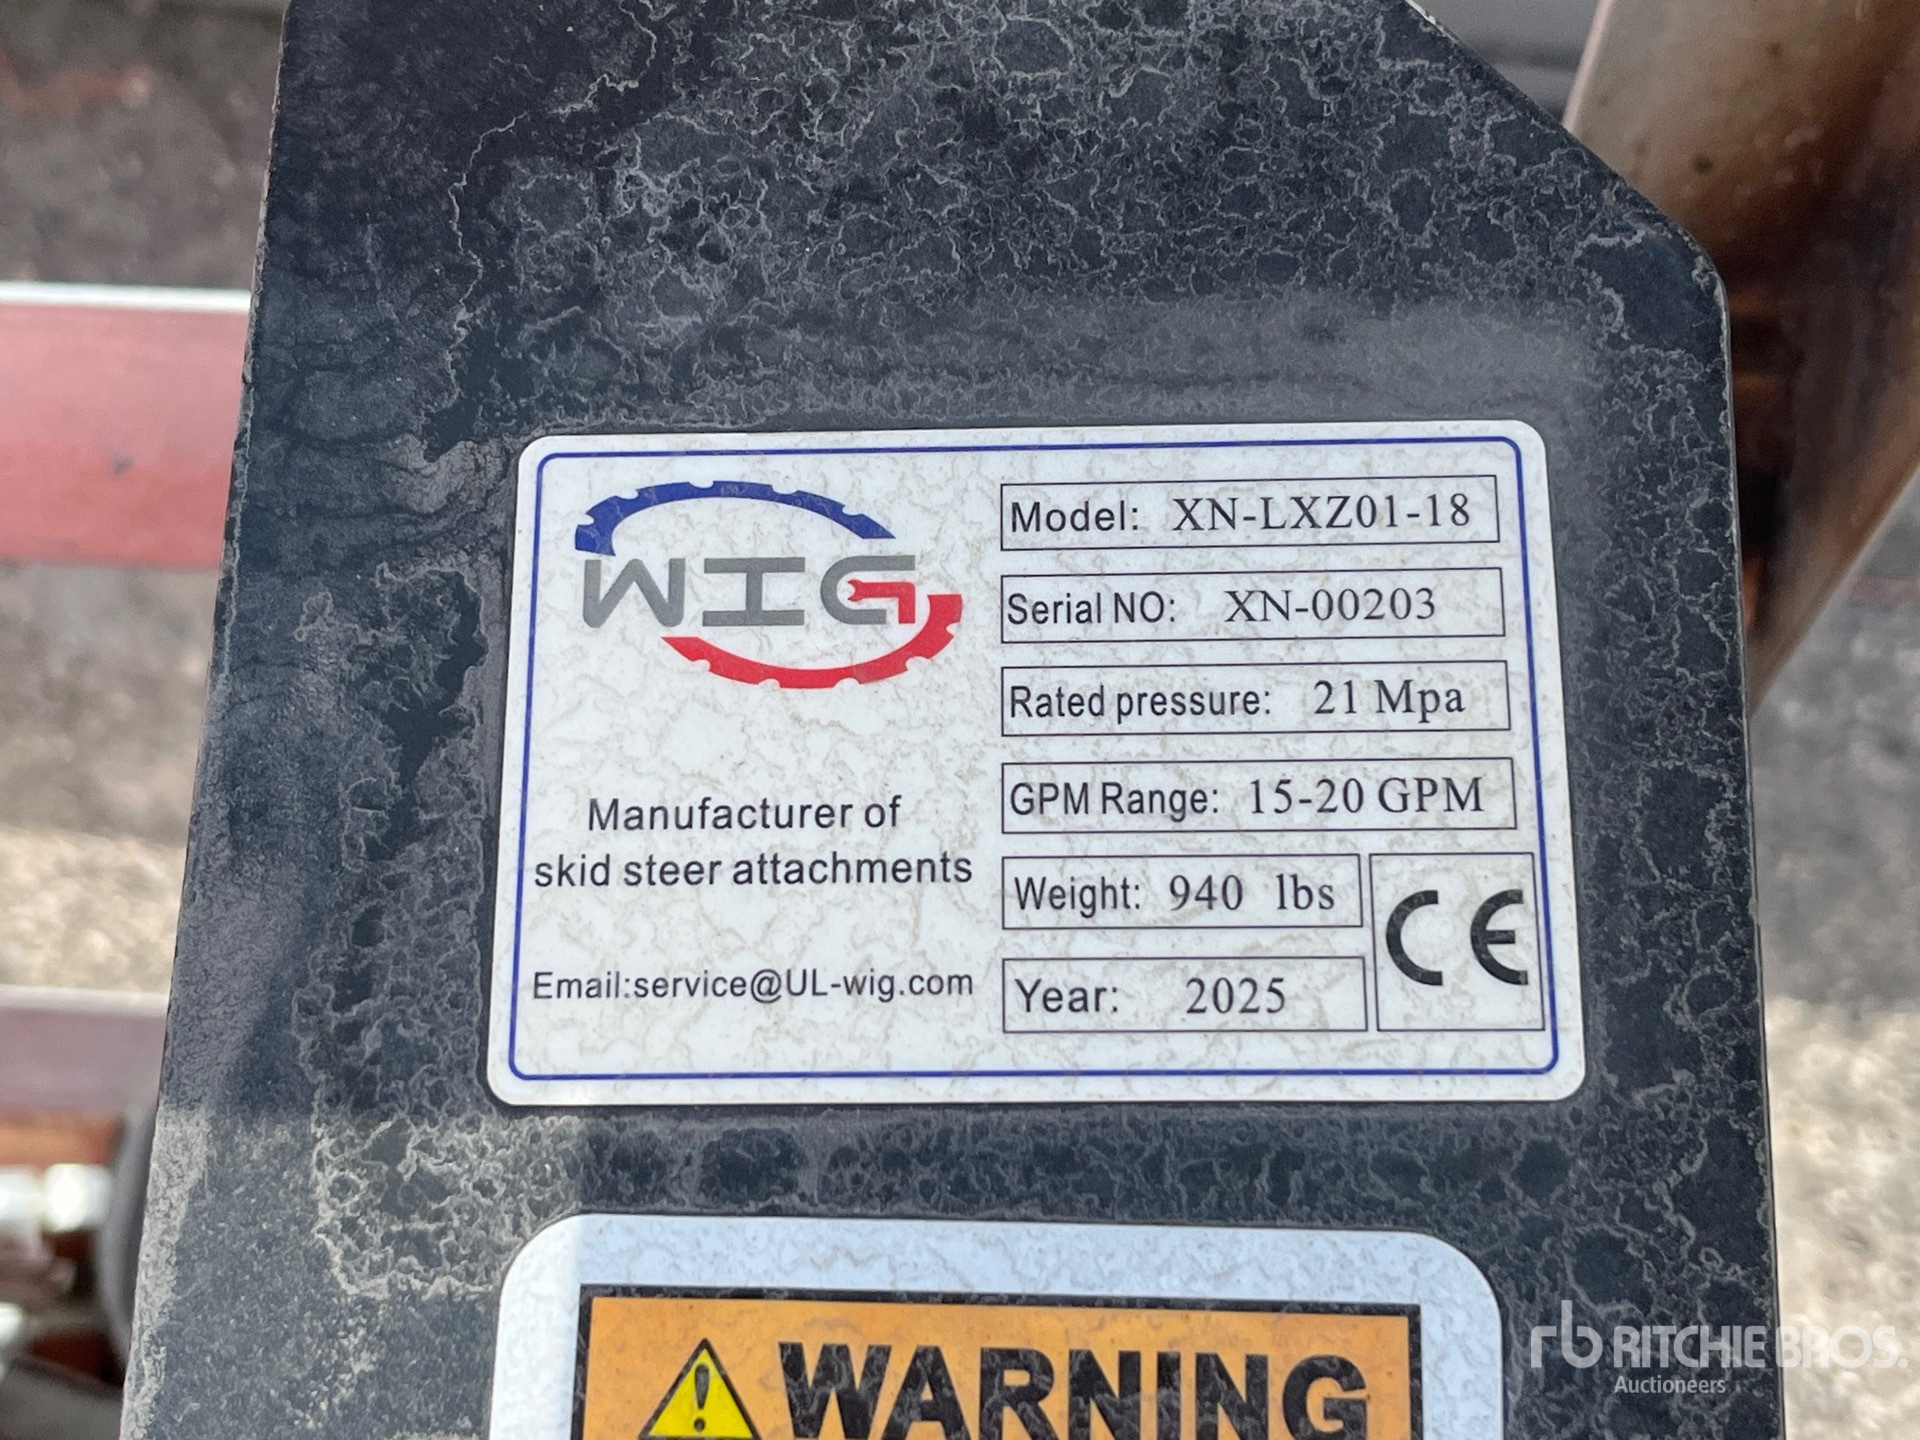 WIG
Manufacturer of
skid steer attachments
Email:service@UL-wig.com
Model: XN-LXZ01-18
Serial NO: XN-00203
Rated pressure: 21 Mpa
GPM Range: 15-20 GPM
Weight: 940 lbs
Year: 2025
CE
WARNING
rb RITCHIE BROS.
Auctioneers